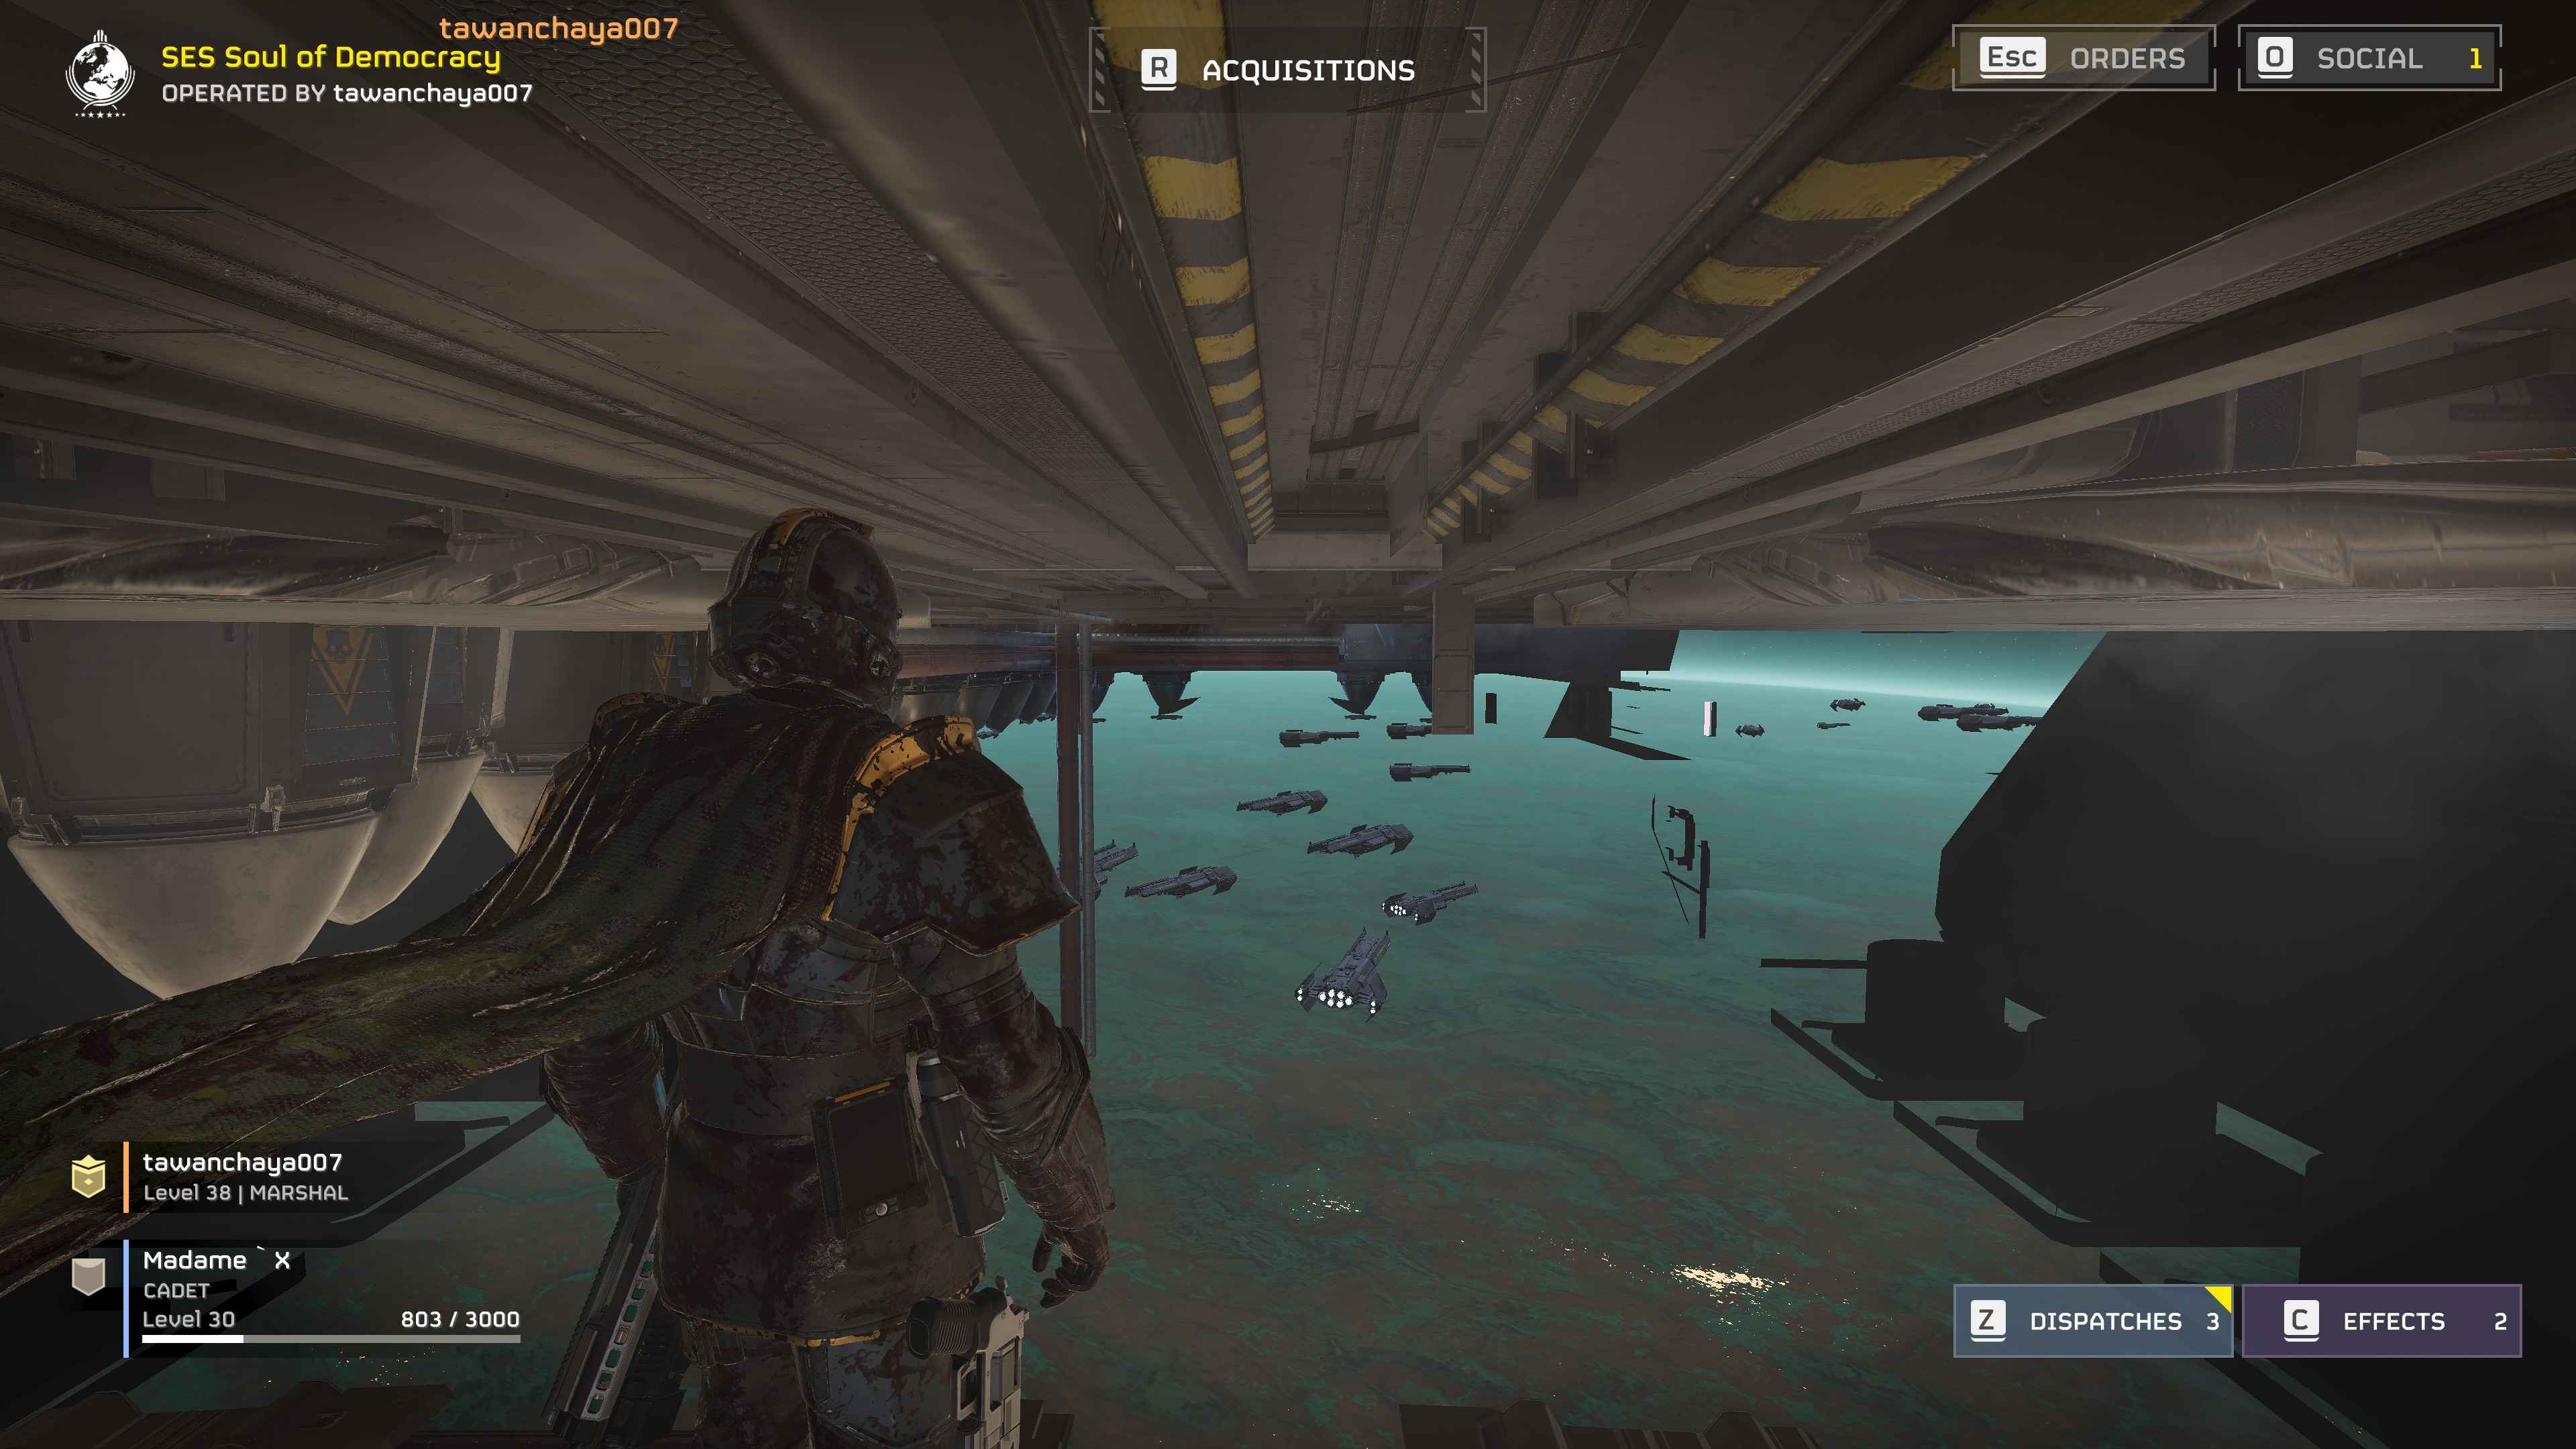 tawanchaya007
SES Soul of Democracy
OPERATED BY tawanchaya007
R ACQUISITIONS
Esc ORDERS
O SOCIAL 1
tawanchaya007
Level 38 | MARSHAL
Madame ` X
CADET
Level 30 803 / 3000
Z DISPATCHES 3
C EFFECTS 2